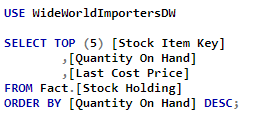 USE WideWorldImportersDW
SELECT TOP (5) [Stock Item Key]
,[Quantity On Hand]
,[Last Cost Price]
FROM Fact.[Stock Holding]
ORDER BY [Quantity On Hand] DESC;